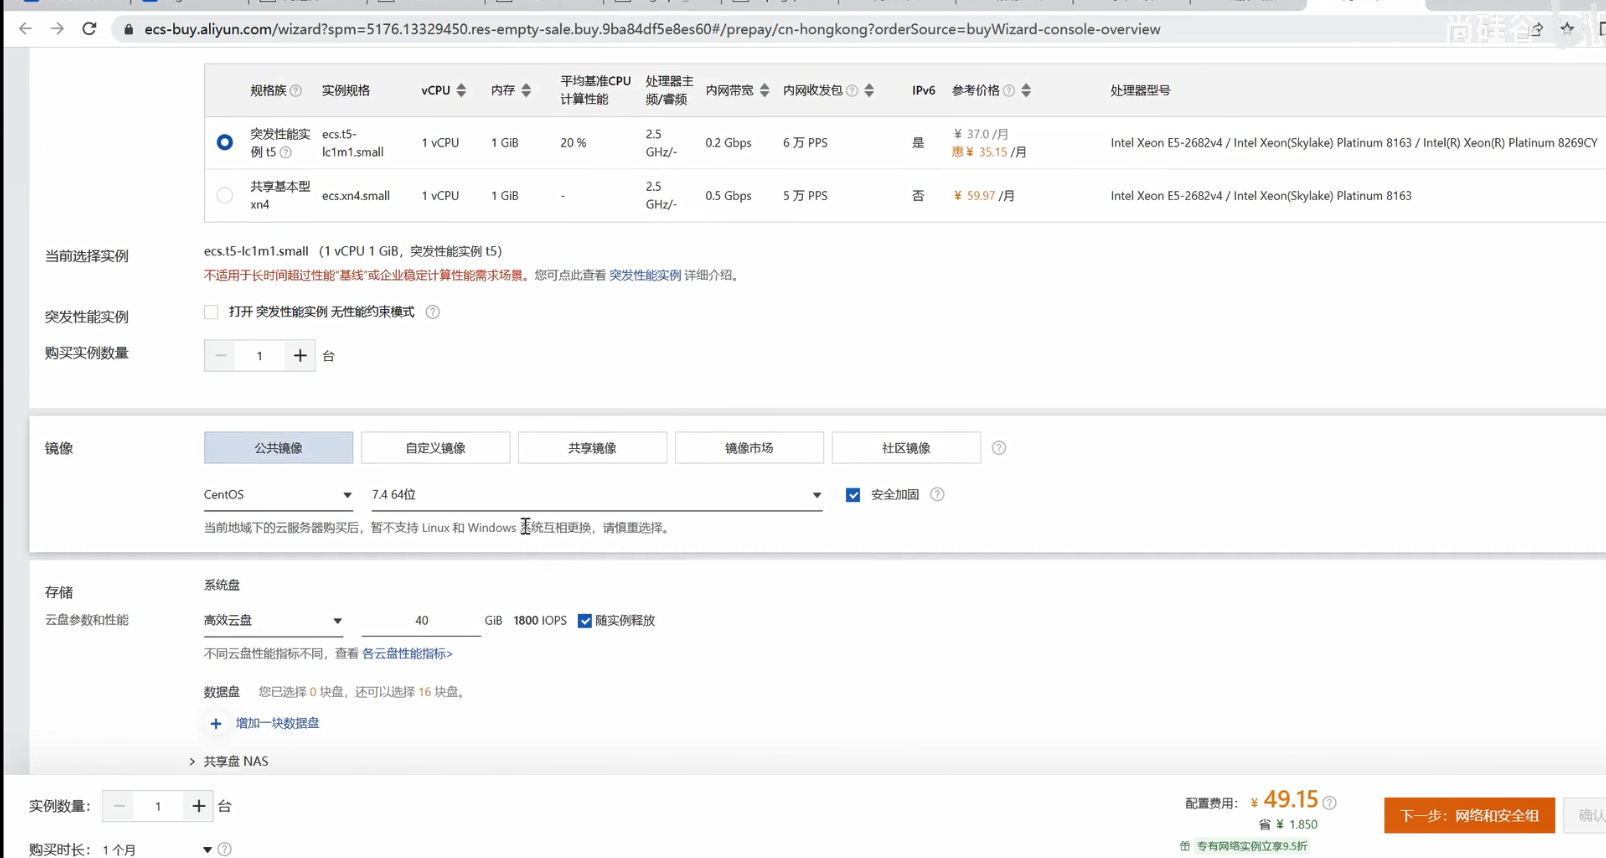 ecs-buy.aliyun.com/wizard?spm=5176.13329450.res-empty-sale.buy.9ba84df5e8es60#/prepay/cn-hongkong?orderSource=buyWizard-console-overview
尚硅谷
规格族 实例规格 vCPU 内存 平均基准CPU计算性能 处理器主频/睿频 内网带宽 内网收发包 IPv6 参考价格 处理器型号
突发性能实例 t5 ecs.t5-lc1m1.small 1 vCPU 1 GiB 20 % 2.5 GHz/- 0.2 Gbps 6 万 PPS 是 ¥ 37.0 /月 惠¥ 35.15 /月 Intel Xeon E5-2682v4 / Intel Xeon(Skylake) Platinum 8163 / Intel(R) Xeon(R) Platinum 8269CY
共享基本型 xn4 ecs.xn4.small 1 vCPU 1 GiB - 2.5 GHz/- 0.5 Gbps 5 万 PPS 否 ¥ 59.97 /月 Intel Xeon E5-2682v4 / Intel Xeon(Skylake) Platinum 8163
当前选择实例 ecs.t5-lc1m1.small （1 vCPU 1 GiB，突发性能实例 t5）
不适用于长时间超过性能“基线”或企业稳定计算性能需求场景。您可点此查看 突发性能实例 详细介绍。
突发性能实例 打开 突发性能实例 无性能约束模式
购买实例数量 1 台
镜像 公共镜像 自定义镜像 共享镜像 镜像市场 社区镜像
CentOS 7.4 64位 安全加固
当前地域下的云服务器购买后，暂不支持 Linux 和 Windows 系统互相更换，请慎重选择。
存储 系统盘
云盘参数和性能 高效云盘 40 GiB 1800 IOPS 随实例释放
不同云盘性能指标不同，查看 各云盘性能指标>
数据盘 您已选择 0 块盘，还可以选择 16 块盘。
+ 增加一块数据盘
> 共享盘 NAS
实例数量： 1 台
配置费用： ¥ 49.15
省 ¥ 1.850
专有网络实例立享9.5折
下一步：网络和安全组
确认
购买时长： 1 个月